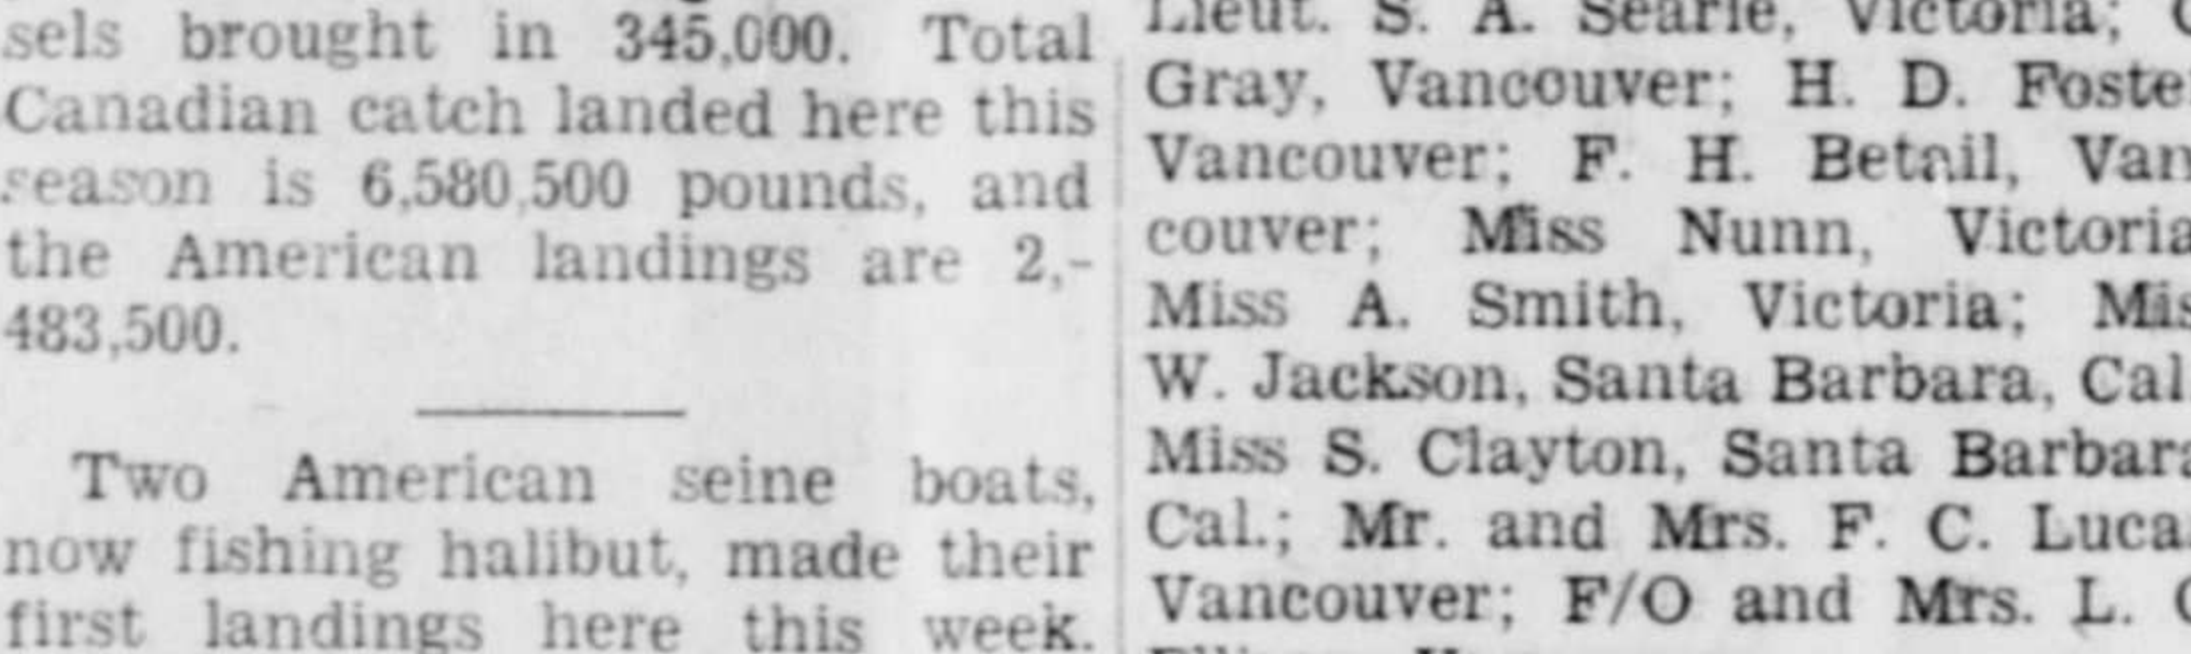 sels brought in 345,000. Total
Canadian catch landed here this
season is 6,580,500 pounds, and
the American landings are 2,-
483,500.
Two American seine boats,
now fishing halibut, made their
first landings here this week.
Lieut. S. A. Searle, Victoria;
Gray, Vancouver; H. D. Foste
Vancouver; F. H. Betail, Van
couver; Miss Nunn, Victoria
Miss A. Smith, Victoria; Mis
W. Jackson, Santa Barbara, Cal
Miss S. Clayton, Santa Barbara
Cal.; Mr. and Mrs. F. C. Luca
Vancouver; F/O and Mrs. L.